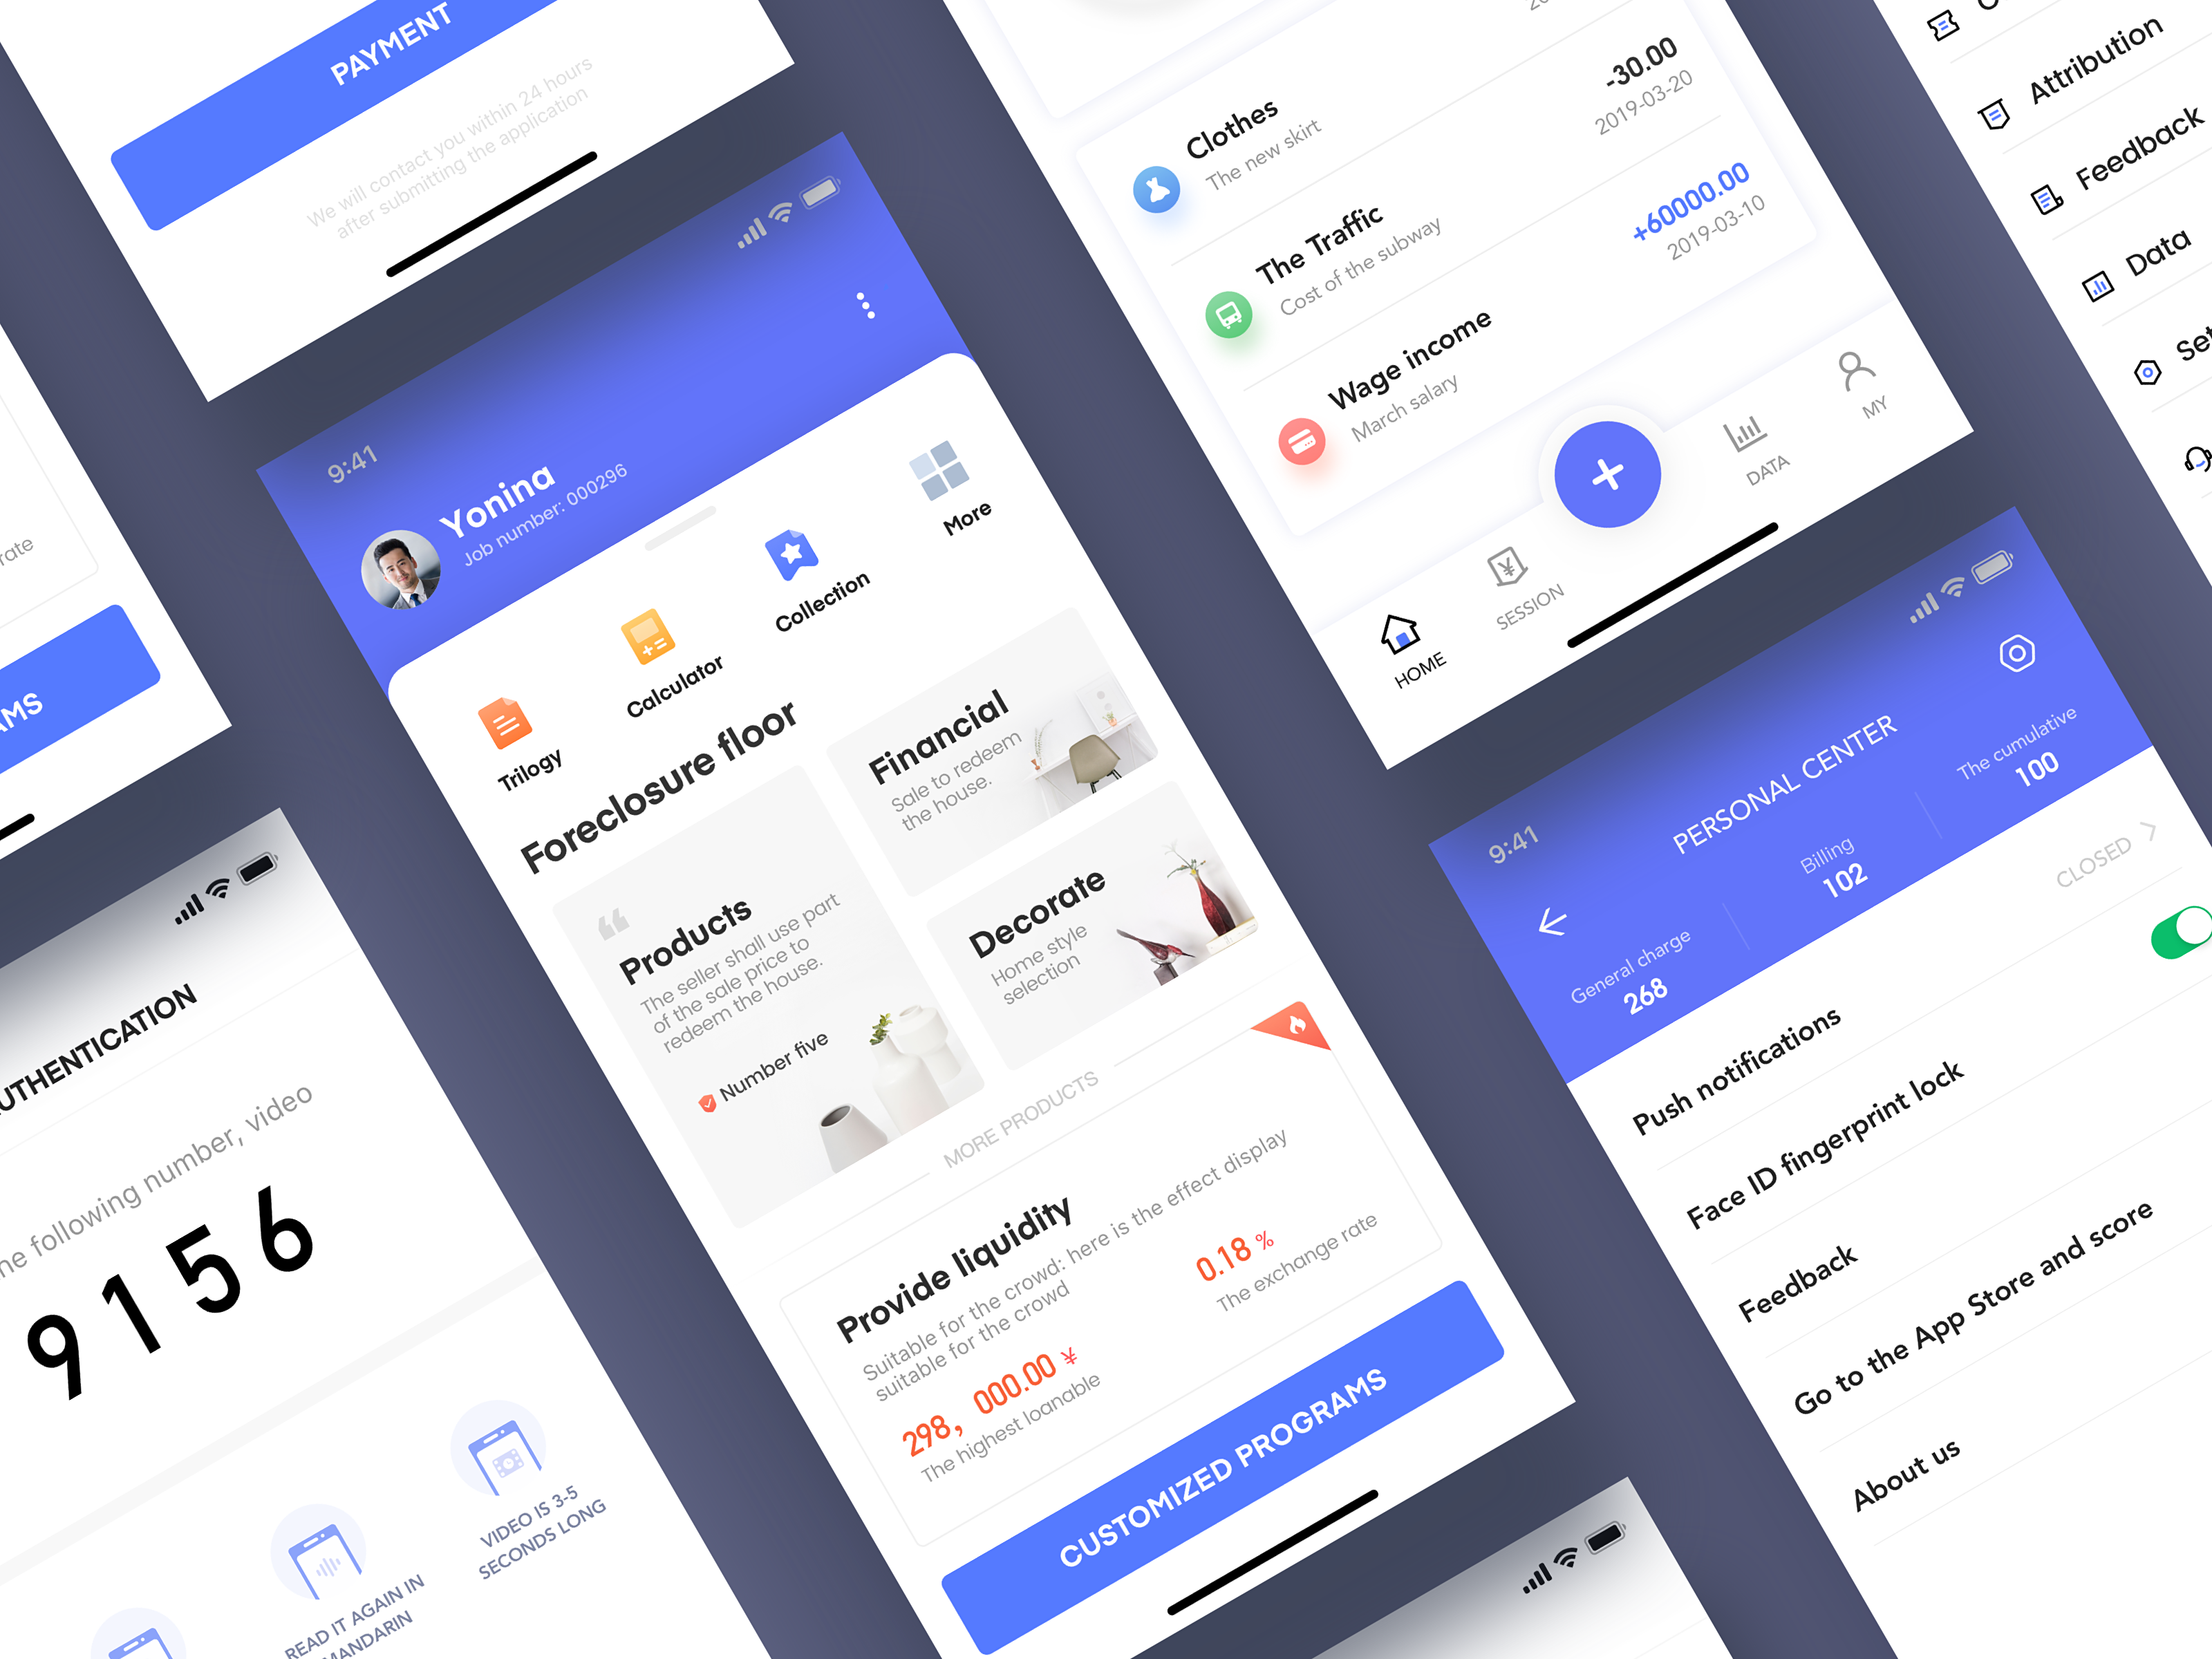 PAYMENT
We will contact you within 24 hours
after submitting the application
rate
9:41
Yonina
Job number: 000296
Trilogy
Calculator
Collection
More
Foreclosure floor
Products
The seller shall use part
of the sale price to
redeem the house.
Number five
Financial
Sale to redeem
the house.
Decorate
Home style
selection
MORE PRODUCTS
Provide liquidity
Suitable for the crowd: here is the effect display
suitable for the crowd
298, 000.00 ¥
The highest loanable
0.18 %
The exchange rate
CUSTOMIZED PROGRAMS
following number, video
9156
READ IT AGAIN IN
MANDARIN
VIDEO IS 3-5
SECONDS LONG
Clothes
The new skirt
-30.00
2019-03-20
The Traffic
Cost of the subway
+60000.00
2019-03-10
Wage income
March salary
HOME
SESSION
DATA
MY
Attribution
Feedback
Data
9:41
PERSONAL CENTER
General charge
268
Billing
102
The cumulative
100
Push notifications
CLOSED
Face ID fingerprint lock
Feedback
Go to the App Store and score
About us